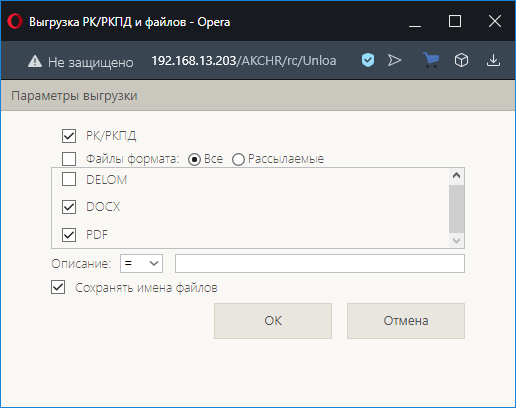 Выгрузка РК/РКПД и файлов - Opera
Не защищено 192.168.13.203/AKCHR/rc/Unloa
Параметры выгрузки
РК/РКПД
Файлы формата: Все Рассылаемые
DELOM
DOCX
PDF
Описание: =
Сохранять имена файлов
ОК Отмена